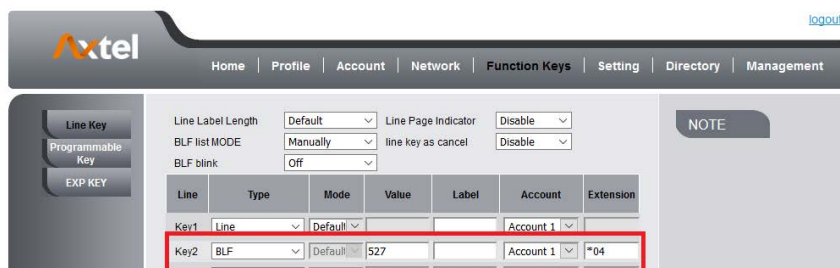 logout
Axtel
Home | Profile | Account | Network | Function Keys | Setting | Directory | Management
Line Key
Programmable Key
EXP KEY
Line Label Length Default Line Page Indicator Disable
BLF list MODE Manually line key as cancel Disable
BLF blink Off
NOTE
Line Type Mode Value Label Account Extension
Key1 Line Default Account 1
Key2 BLF Default 527 Account 1 *04